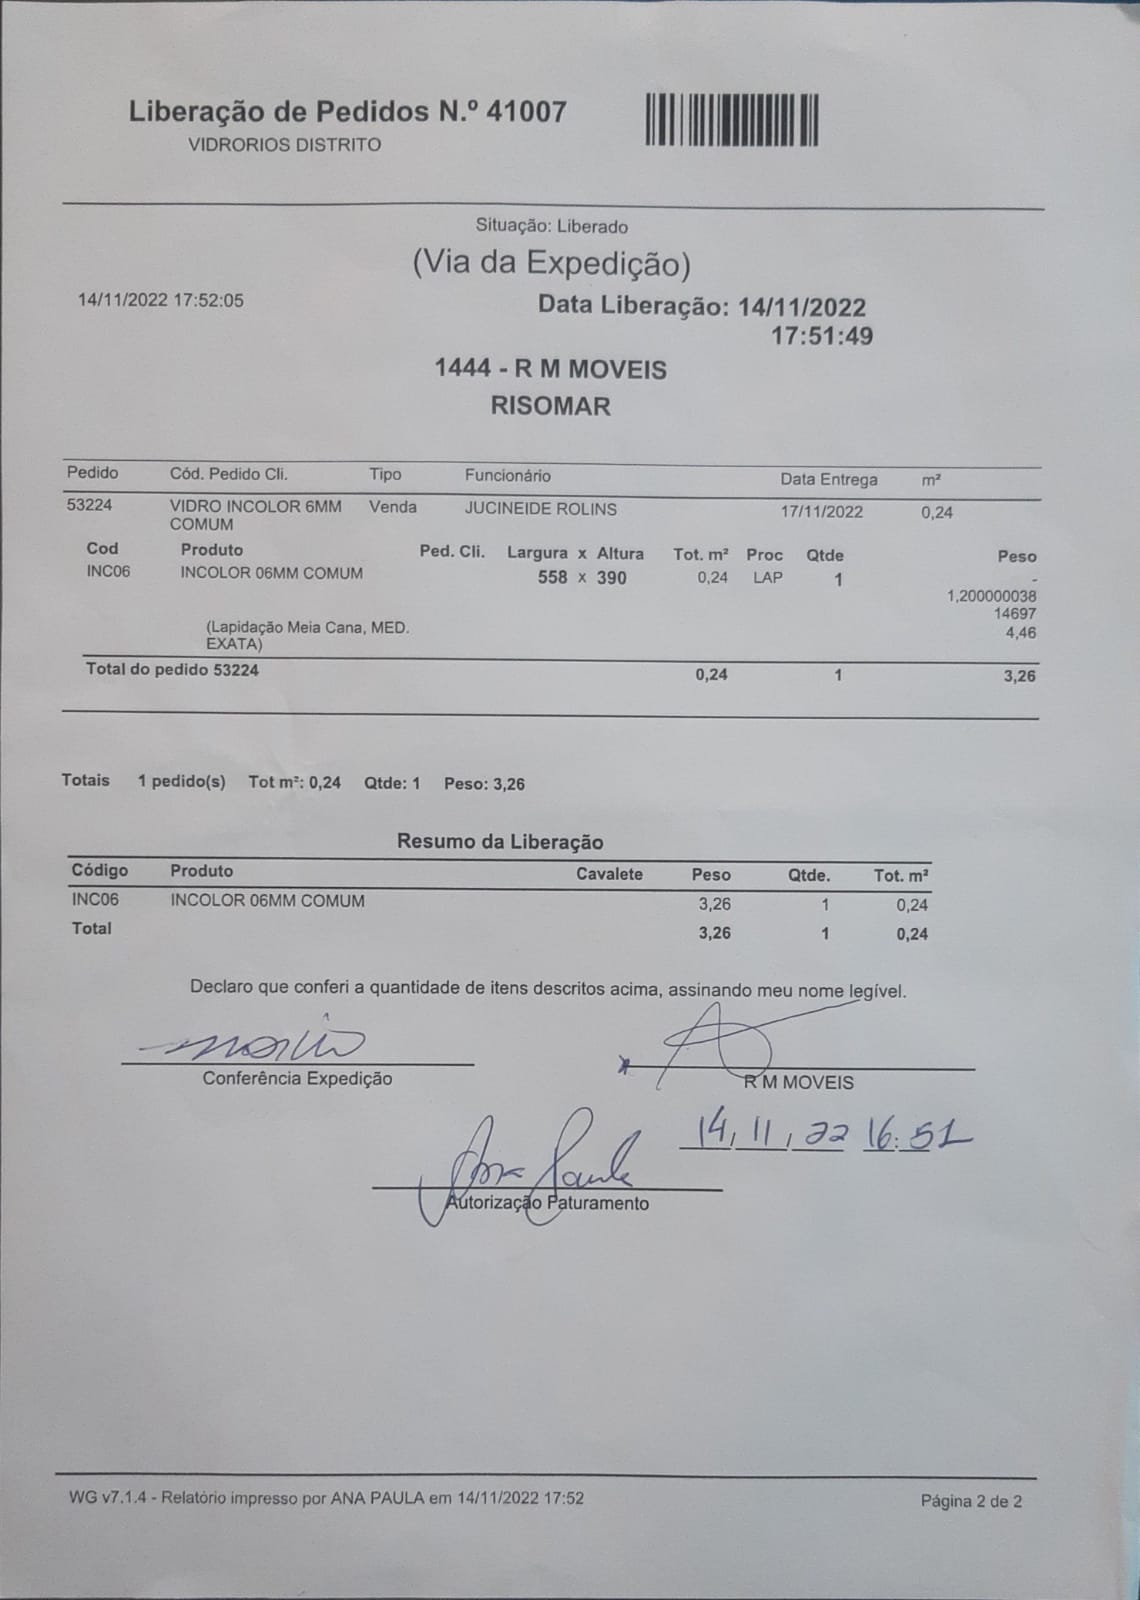 Liberação de Pedidos N.º 41007
VIDRORIOS DISTRITO
Situação: Liberado
(Via da Expedição)
14/11/2022 17:52:05
Data Liberação: 14/11/2022
17:51:49
1444 - R M MOVEIS
RISOMAR
Pedido Cód. Pedido Cli. Tipo Funcionário Data Entrega m²
53224 VIDRO INCOLOR 6MM Venda JUCINEIDE ROLINS 17/11/2022 0,24
COMUM
Cod Produto Ped. Cli. Largura x Altura Tot. m² Proc Qtde Peso
INC06 INCOLOR 06MM COMUM 558 x 390 0,24 LAP 1 -
1,200000038
14697
(Lapidação Meia Cana, MED. 4,46
EXATA)
Total do pedido 53224 0,24 1 3,26
Totais 1 pedido(s) Tot m²: 0,24 Qtde: 1 Peso: 3,26
Resumo da Liberação
Código Produto Cavalete Peso Qtde. Tot. m²
INC06 INCOLOR 06MM COMUM 3,26 1 0,24
Total 3,26 1 0,24
Declaro que conferi a quantidade de itens descritos acima, assinando meu nome legível.
Conferência Expedição
R M MOVEIS
14, 11, 22 16:51
Ana Paula
Autorização Faturamento
WG v7.1.4 - Relatório impresso por ANA PAULA em 14/11/2022 17:52
Página 2 de 2